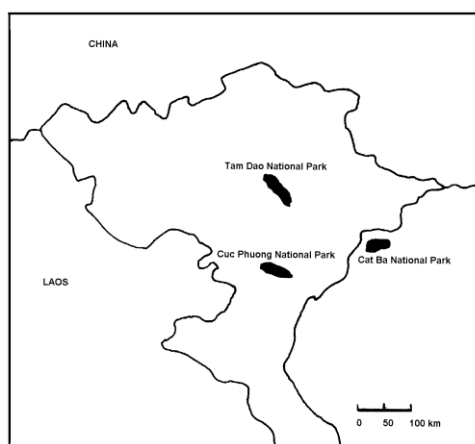 CHINA
Tam Dao National Park
Cuc Phuong National Park
Cat Ba National Park
LAOS
0 50 100 km